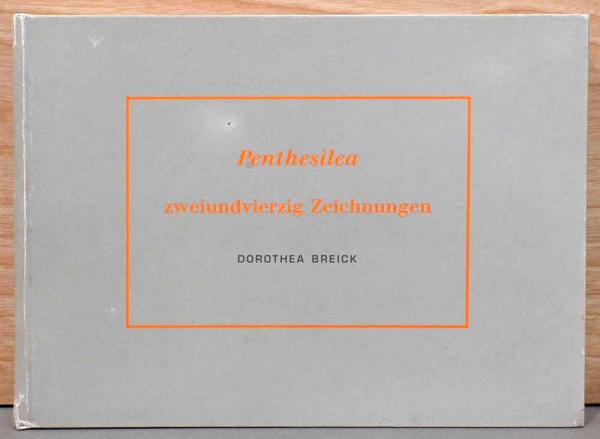 Penthesilea
zweiundvierzig Zeichnungen
DOROTHEA BREICK